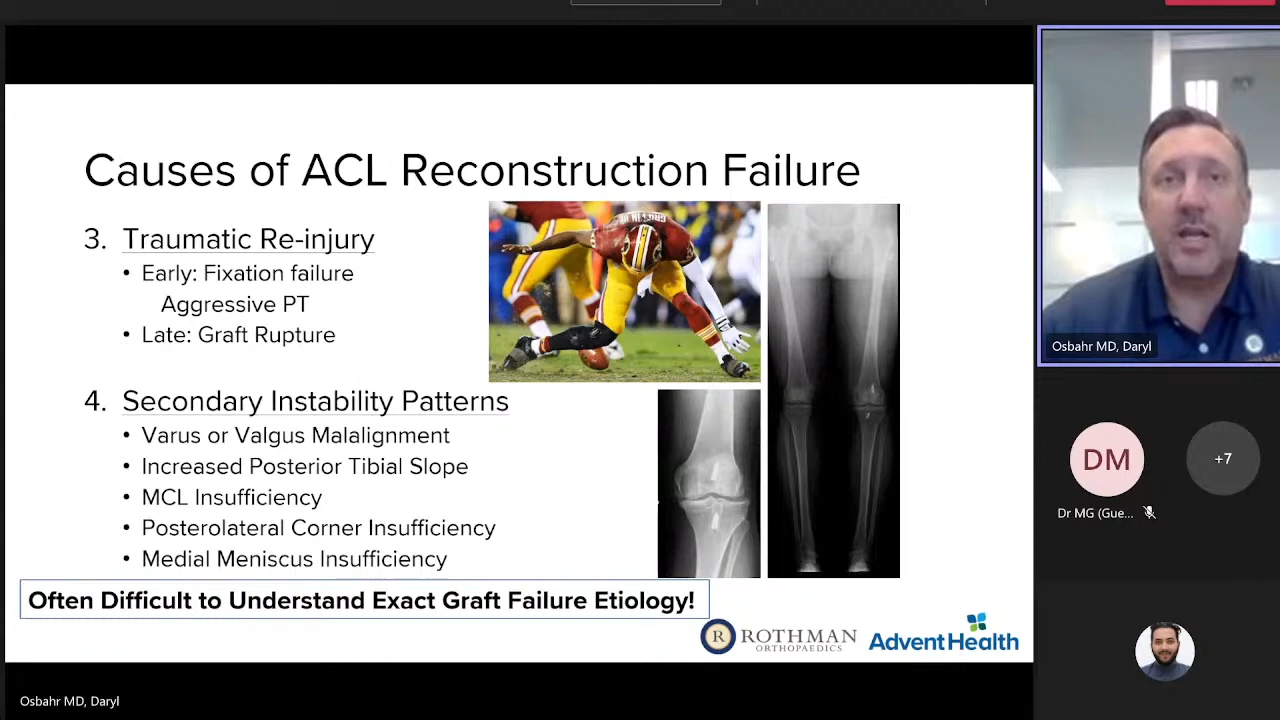 Causes of ACL Reconstruction Failure
3. Traumatic Re-injury
• Early: Fixation failure
Aggressive PT
• Late: Graft Rupture
4. Secondary Instability Patterns
• Varus or Valgus Malalignment
• Increased Posterior Tibial Slope
• MCL Insufficiency
• Posterolateral Corner Insufficiency
• Medial Meniscus Insufficiency
Often Difficult to Understand Exact Graft Failure Etiology!
GRIFFIN III
R
ROTHMAN
ORTHOPAEDICS
AdventHealth
Osbahr MD, Daryl
DM
+7
Dr MG (Gue...
Osbahr MD, Daryl